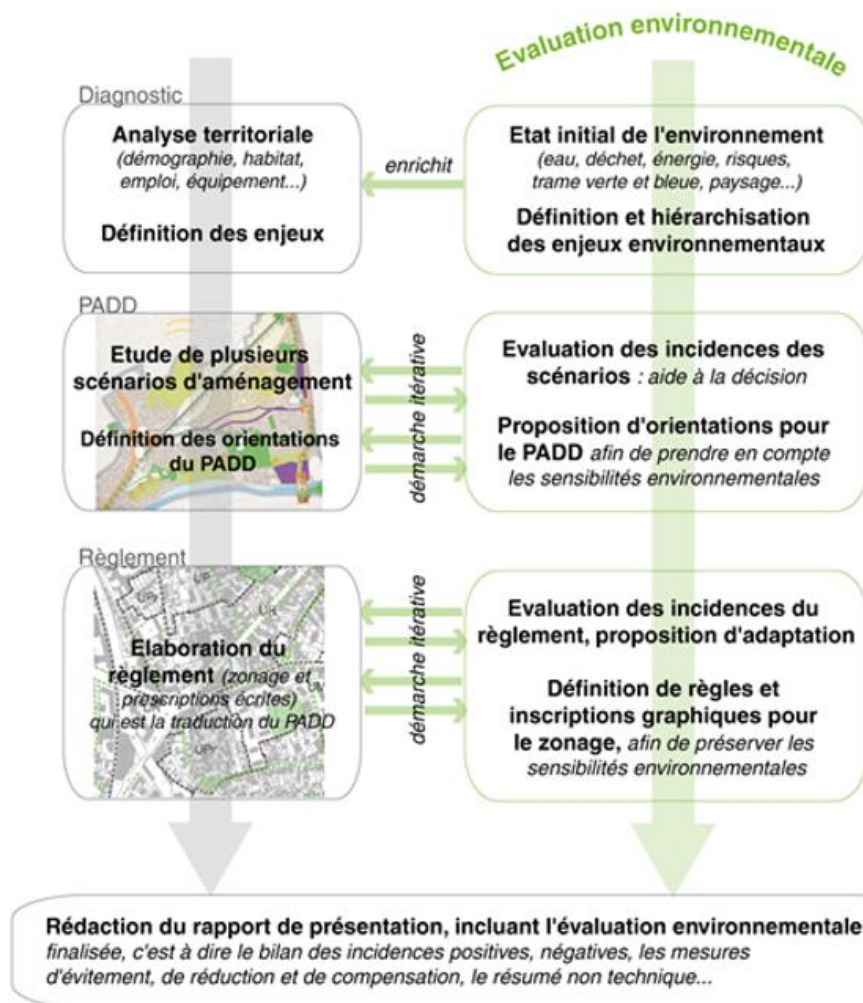 Evaluation environnementale
Diagnostic
Analyse territoriale
(démographie, habitat,
emploi, équipement...)
Définition des enjeux
enrichit
Etat initial de l'environnement
(eau, déchet, énergie, risques,
trame verte et bleue, paysage...)
Définition et hiérarchisation
des enjeux environnementaux
PADD
Etude de plusieurs
scénarios d'aménagement
Définition des orientations
du PADD
démarche itérative
Evaluation des incidences des
scénarios : aide à la décision
Proposition d'orientations pour
le PADD afin de prendre en compte
les sensibilités environnementales
Règlement
UPr
UR
Elaboration du
règlement (zonage et
prescriptions écrites)
qui est la traduction du PADD
UPr
démarche itérative
Evaluation des incidences du
règlement, proposition d'adaptation
Définition de règles et
inscriptions graphiques pour
le zonage, afin de préserver les
sensibilités environnementales
Rédaction du rapport de présentation, incluant l'évaluation environnementale
finalisée, c'est à dire le bilan des incidences positives, négatives, les mesures
d'évitement, de réduction et de compensation, le résumé non technique...